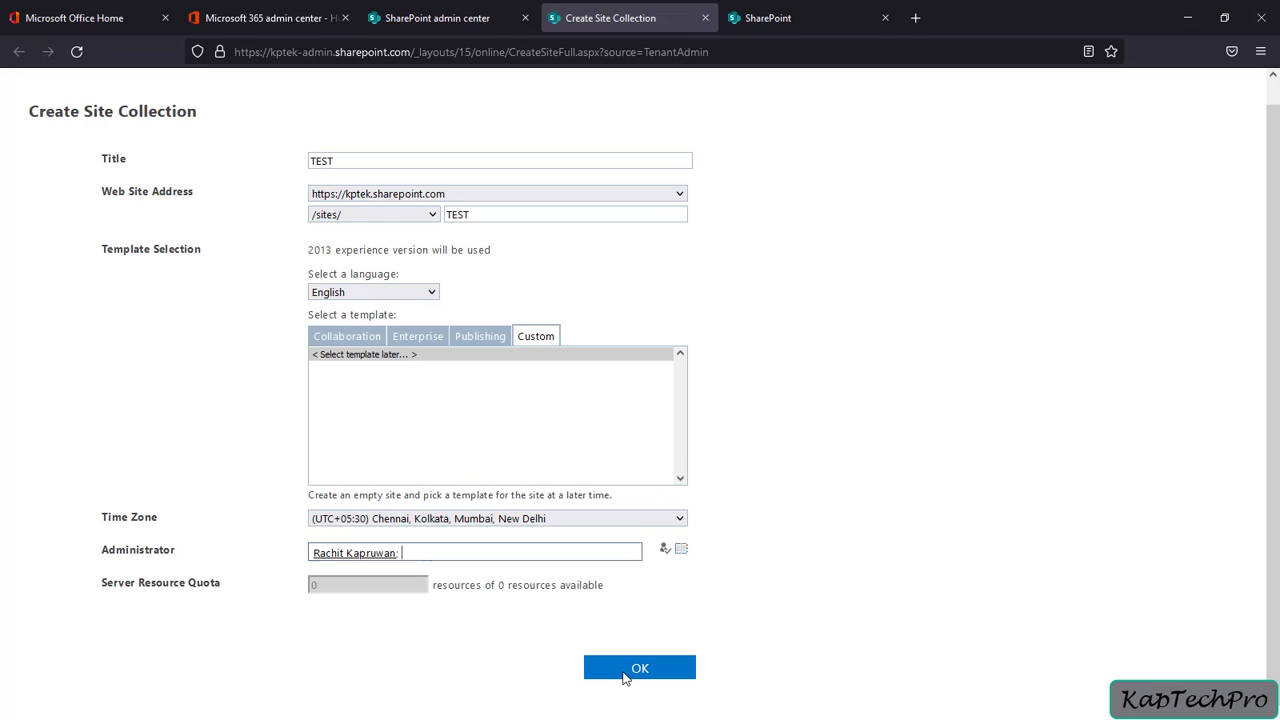 Microsoft Office Home
Microsoft 365 admin center - H
SharePoint admin center
Create Site Collection
SharePoint
https://kptek-admin.sharepoint.com/_layouts/15/online/CreateSiteFull.aspx?source=TenantAdmin
Create Site Collection
Title
TEST
Web Site Address
https://kptek.sharepoint.com
/sites/
TEST
Template Selection
2013 experience version will be used
Select a language:
English
Select a template:
Collaboration
Enterprise
Publishing
Custom
< Select template later... >
Create an empty site and pick a template for the site at a later time.
Time Zone
(UTC+05:30) Chennai, Kolkata, Mumbai, New Delhi
Administrator
Rachit Kapruwan;
Server Resource Quota
0
resources of 0 resources available
OK
KapTechPro